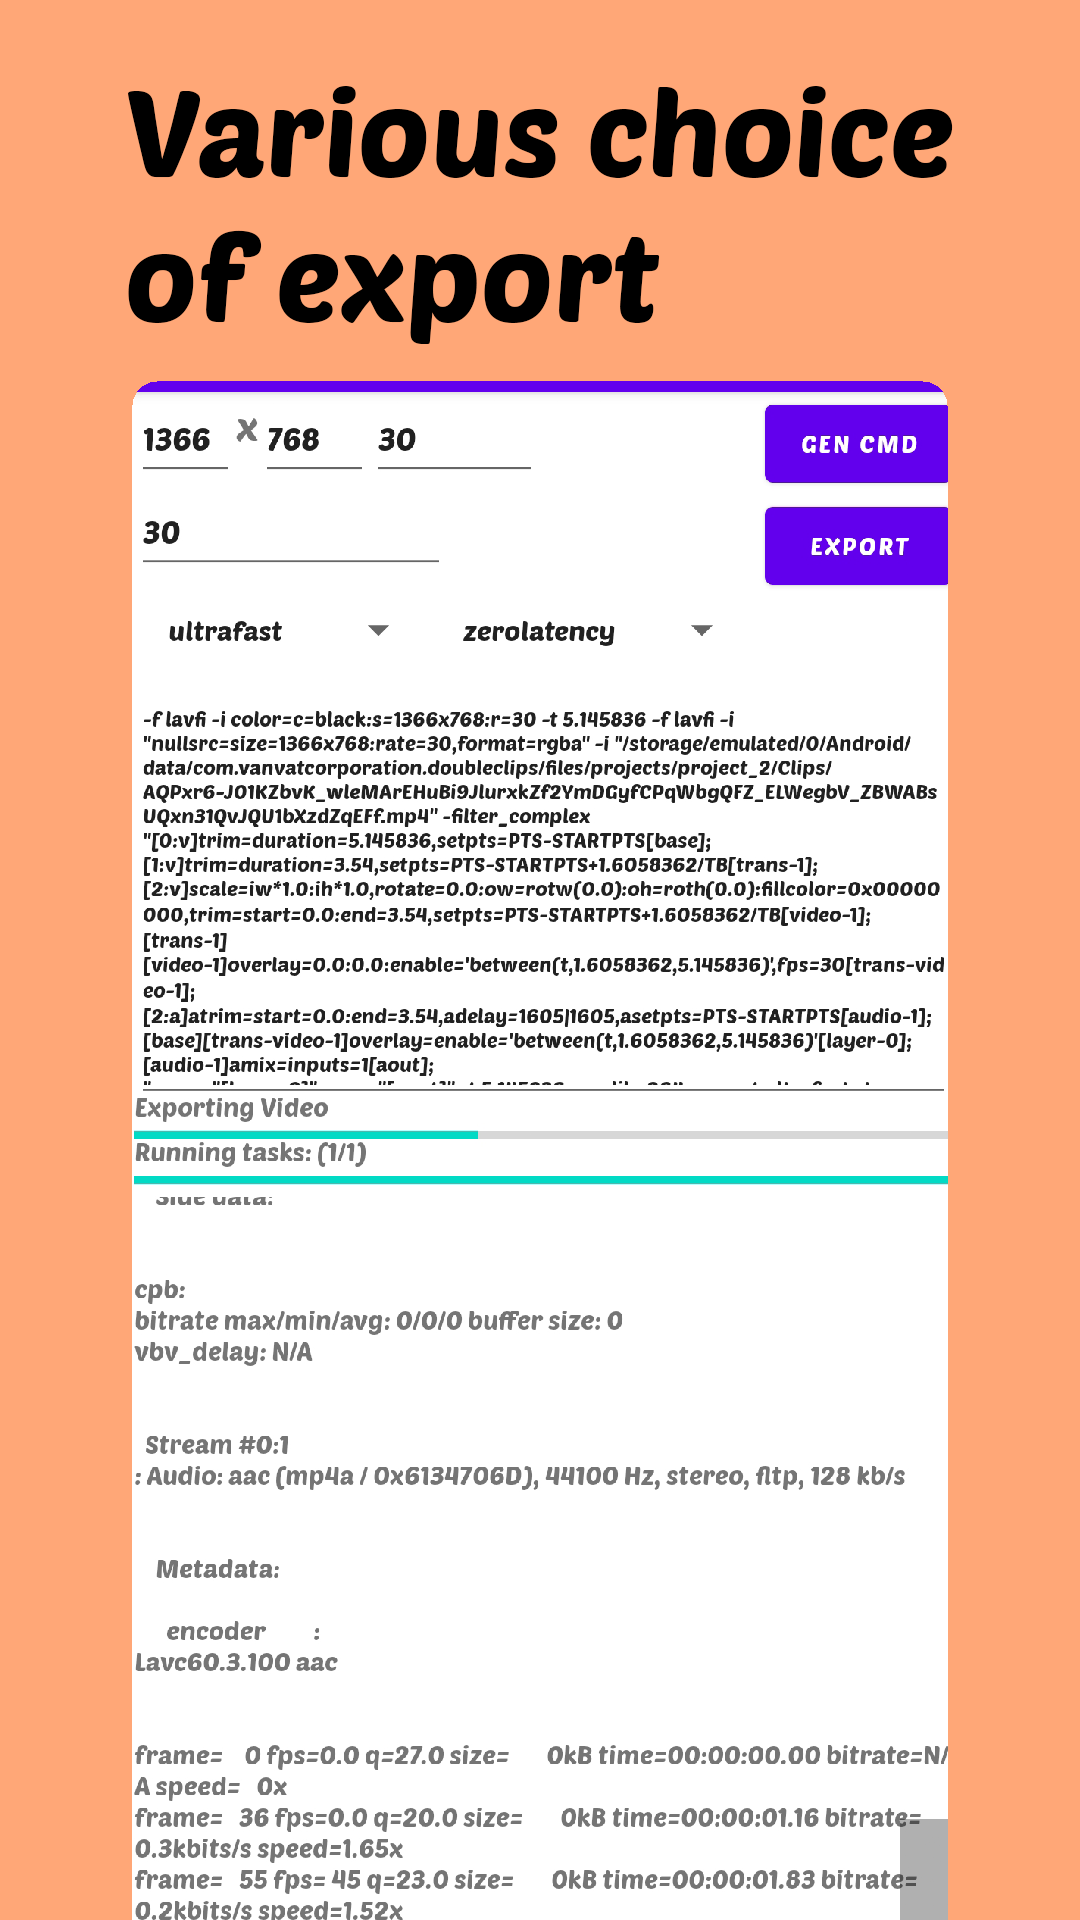 Various choice
of export
1366 x 768 30
GEN CMD
30
EXPORT
ultrafast zerolatency
-f lavfi -i color=c=black:s=1366x768:r=30 -t 5.145836 -f lavfi -i
"nullsrc=size=1366x768:rate=30,format=rgba" -i "/storage/emulated/0/Android/
data/com.vanvatcorporation.doubleclips/files/projects/project_2/Clips/
AQPxr6-J01KZbvK_wleMArEHuBi9JlurxkZf2YmDGyfCPqWbgQFZ_ELWegbV_ZBWABs
UQxn31QvJQU1bXzdZqEFf.mp4" -filter_complex
"[0:v]trim=duration=5.145836,setpts=PTS-STARTPTS[base];
[1:v]trim=duration=3.54,setpts=PTS-STARTPTS+1.6058362/TB[trans-1];
[2:v]scale=iw*1.0:ih*1.0,rotate=0.0:ow=rotw(0.0):oh=roth(0.0):fillcolor=0x00000
000,trim=start=0.0:end=3.54,setpts=PTS-STARTPTS+1.6058362/TB[video-1];
[trans-1]
[video-1]overlay=0.0:0.0:enable='between(t,1.6058362,5.145836)',fps=30[trans-vid
eo-1];
[2:a]atrim=start=0.0:end=3.54,adelay=1605|1605,asetpts=PTS-STARTPTS[audio-1];
[base][trans-video-1]overlay=enable='between(t,1.6058362,5.145836)'[layer-0];
[audio-1]amix=inputs=1[aout];
Exporting Video
Running tasks: (1/1)
Side data:
cpb:
bitrate max/min/avg: 0/0/0 buffer size: 0
vbv_delay: N/A
Stream #0:1
: Audio: aac (mp4a / 0x6134706D), 44100 Hz, stereo, fltp, 128 kb/s
Metadata:
encoder :
Lavc60.3.100 aac
frame= 0 fps=0.0 q=27.0 size= 0kB time=00:00:00.00 bitrate=N/
A speed= 0x
frame= 36 fps=0.0 q=20.0 size= 0kB time=00:00:01.16 bitrate=
0.3kbits/s speed=1.65x
frame= 55 fps= 45 q=23.0 size= 0kB time=00:00:01.83 bitrate=
0.2kbits/s speed=1.52x